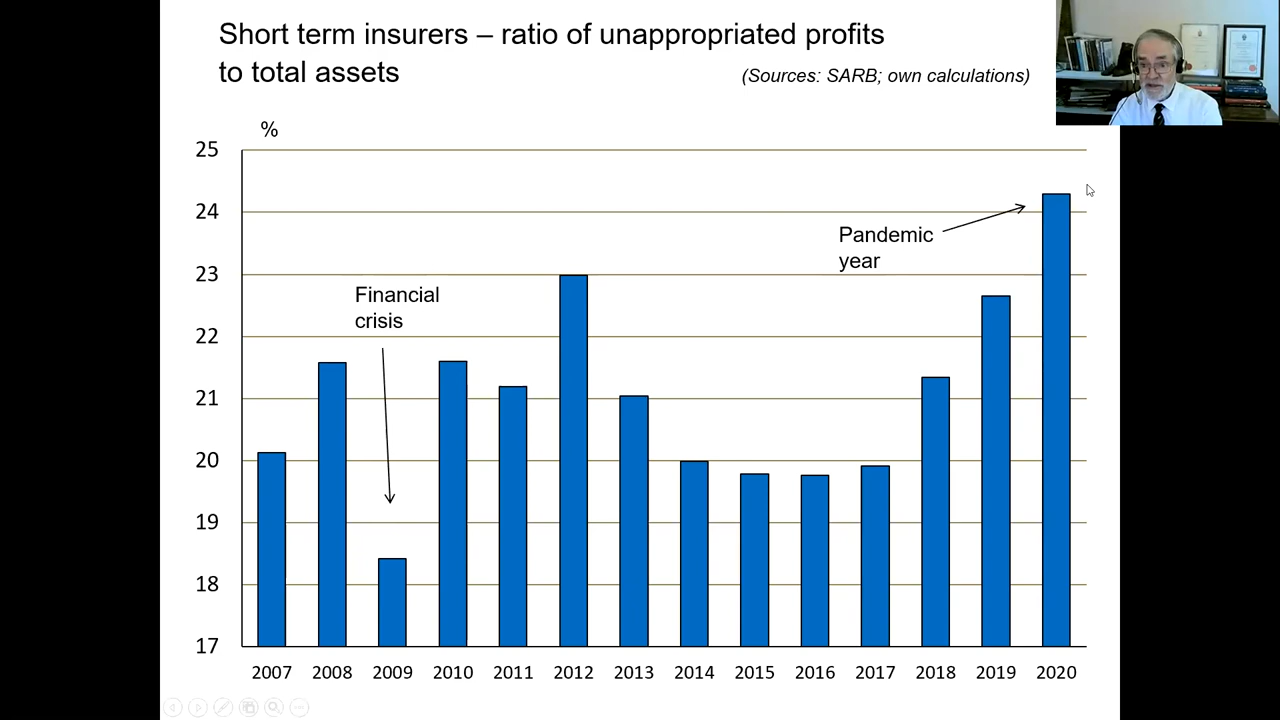 Short term insurers – ratio of unappropriated profits
to total assets
(Sources: SARB; own calculations)
%
25
24
23
22
21
20
19
18
17
Financial
crisis
Pandemic
year
2007 2008 2009 2010 2011 2012 2013 2014 2015 2016 2017 2018 2019 2020